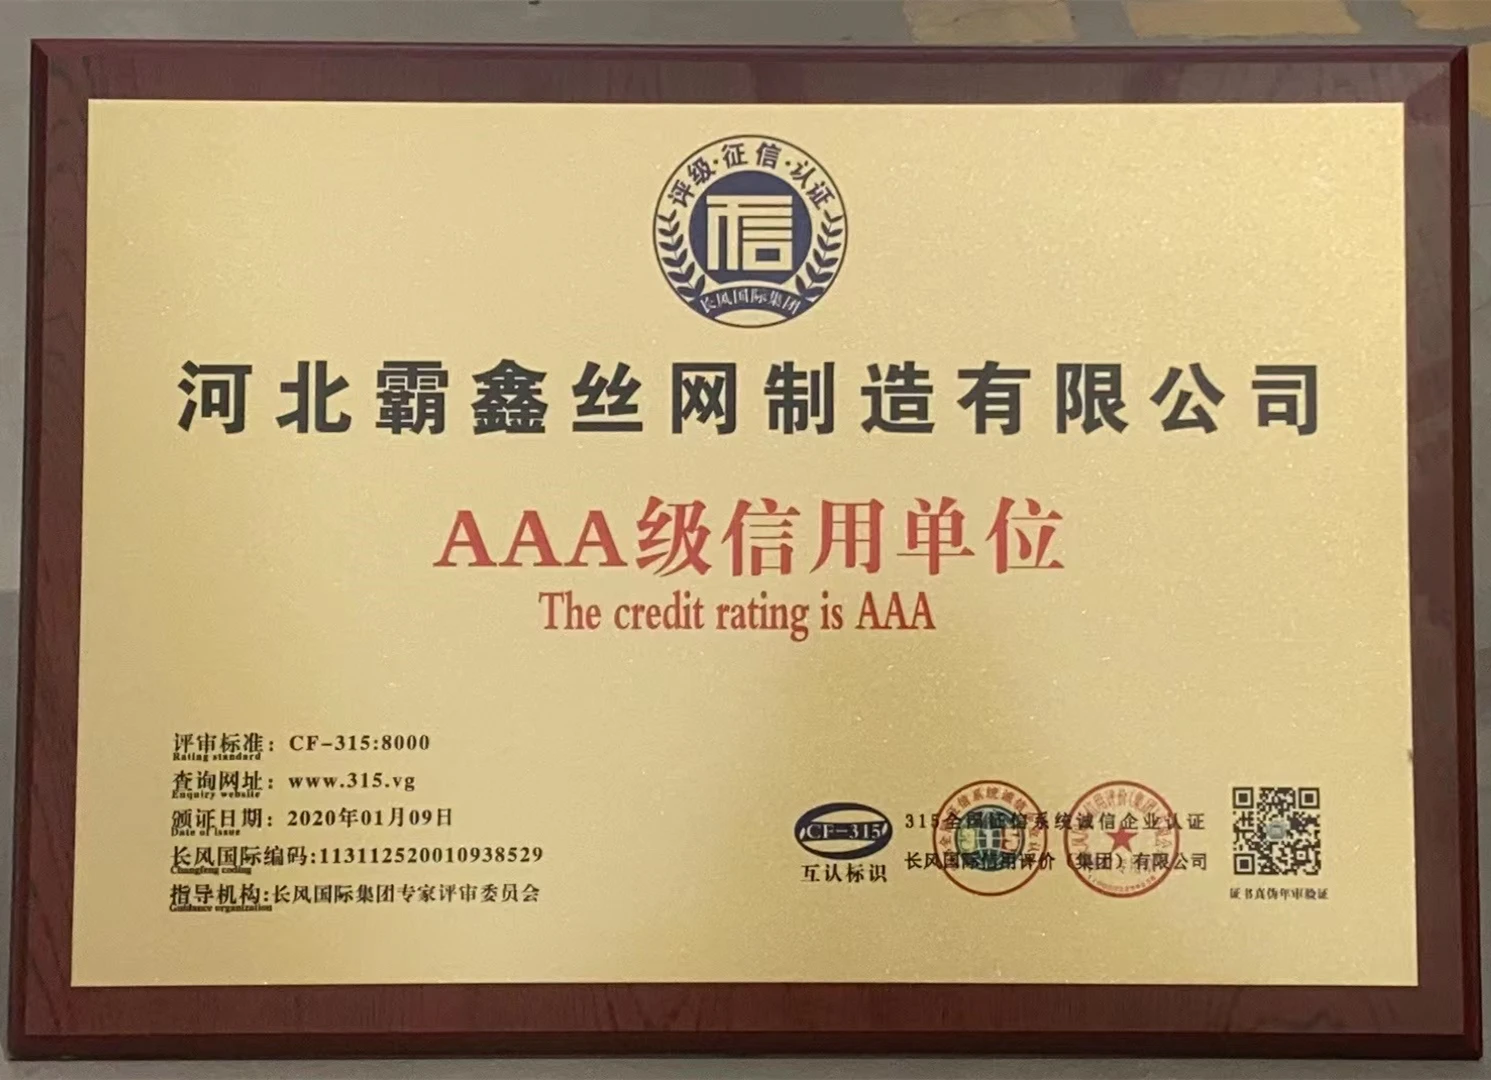 评级·征信·认证
信
长风国际集团
河北霸鑫丝网制造有限公司
AAA级信用单位
The credit rating is AAA
评审标准：CF-315:8000
Rating standard
查询网址：www.315.vg
Enquiry website
颁证日期：2020年01月09日
Date of issue
长风国际编码:113112520010938529
Changfeng coding
指导机构:长风国际集团专家评审委员会
Guidance organization
CF-315
互认标识
315全国征信系统诚信企业认证
长风国际信用评价（集团）有限公司
证书真伪年审验证